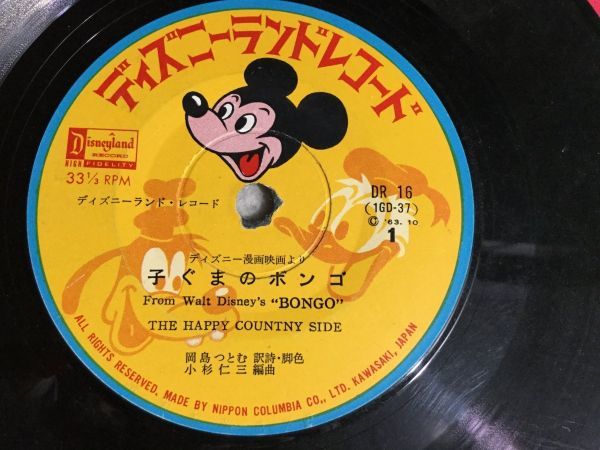 ディズニーランドレコード
Disneyland
RECORD
HIGH FIDELITY
33⅓ RPM
ディズニーランド・レコード
DR 16
(1GD-37)
Ⓒ '63.10
1
ディズニー漫画映画より
子ぐまのボンゴ
From Walt Disney's "BONGO"
THE HAPPY COUNTNY SIDE
岡島つとむ 訳詩・脚色
小杉仁三 編曲
ALL RIGHTS RESERVED. MADE BY NIPPON COLUMBIA CO., LTD. KAWASAKI, JAPAN